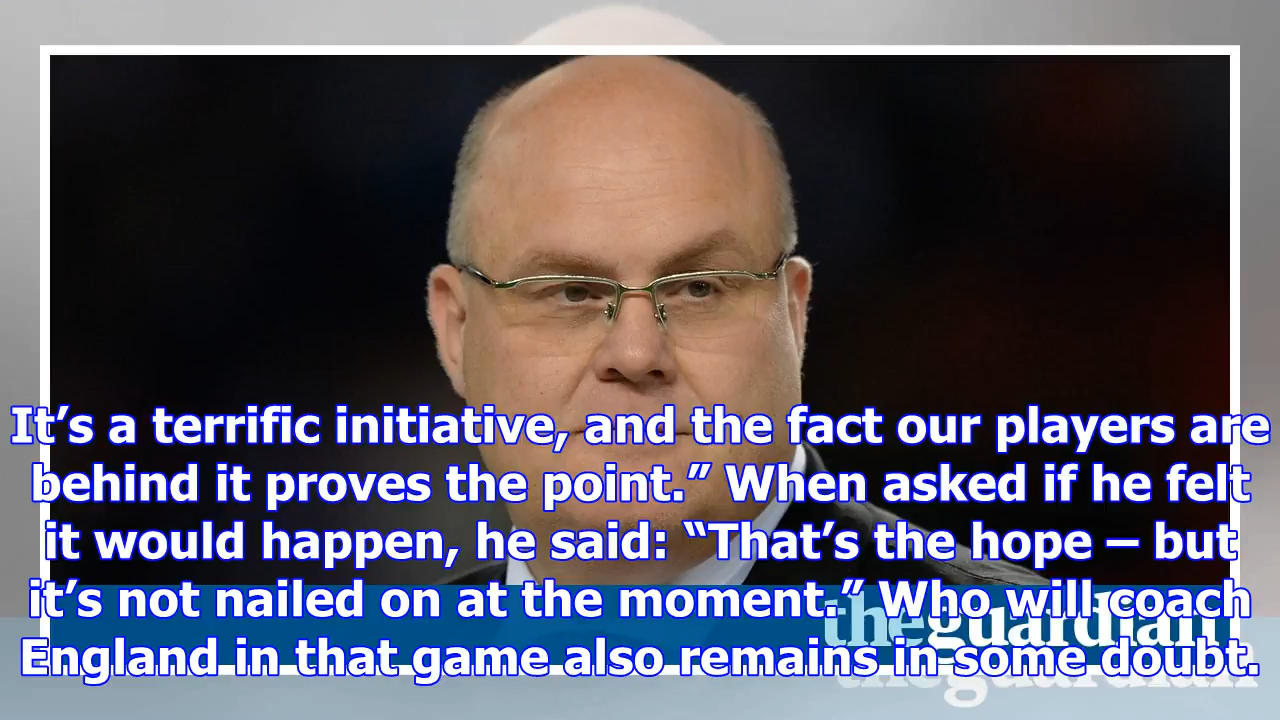 It’s a terrific initiative, and the fact our players are
behind it proves the point.” When asked if he felt
it would happen, he said: “That’s the hope – but
it’s not nailed on at the moment.” Who will coach
England in that game also remains in some doubt.
theguardian
theguardian